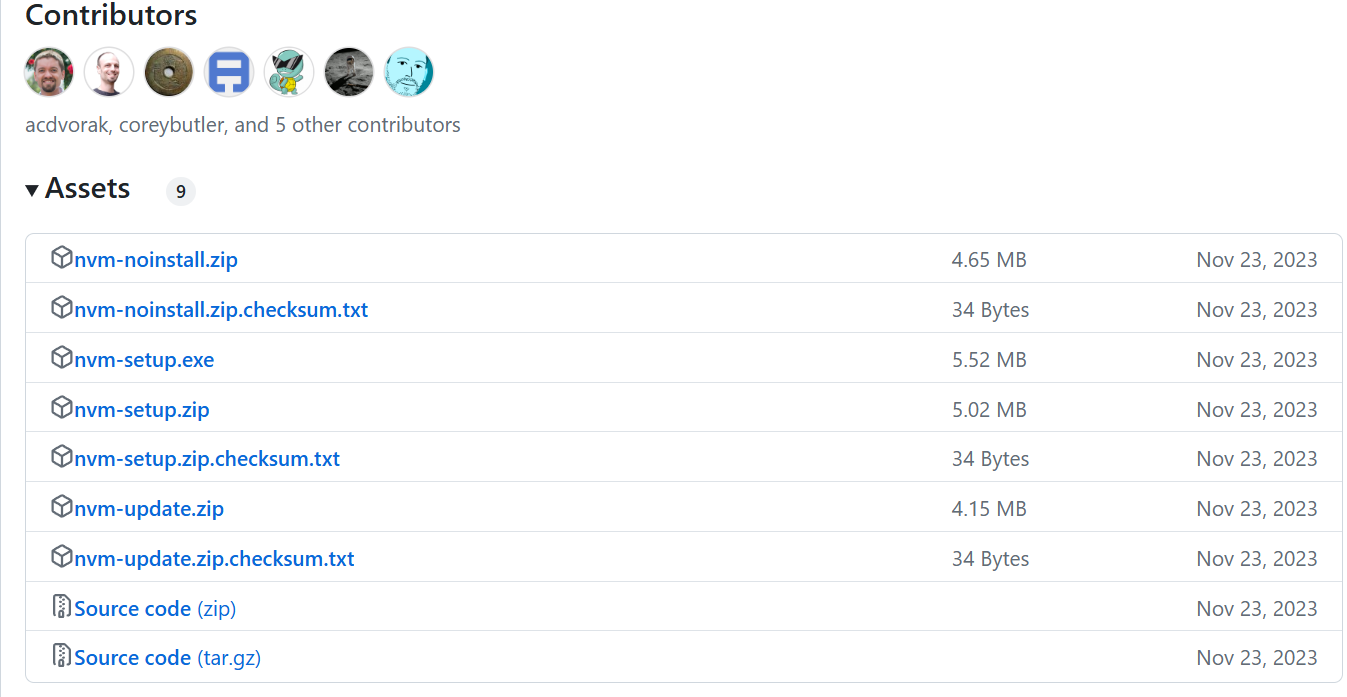 Contributors
acdvorak, coreybutler, and 5 other contributors
Assets 9
nvm-noinstall.zip 4.65 MB Nov 23, 2023
nvm-noinstall.zip.checksum.txt 34 Bytes Nov 23, 2023
nvm-setup.exe 5.52 MB Nov 23, 2023
nvm-setup.zip 5.02 MB Nov 23, 2023
nvm-setup.zip.checksum.txt 34 Bytes Nov 23, 2023
nvm-update.zip 4.15 MB Nov 23, 2023
nvm-update.zip.checksum.txt 34 Bytes Nov 23, 2023
Source code (zip) Nov 23, 2023
Source code (tar.gz) Nov 23, 2023